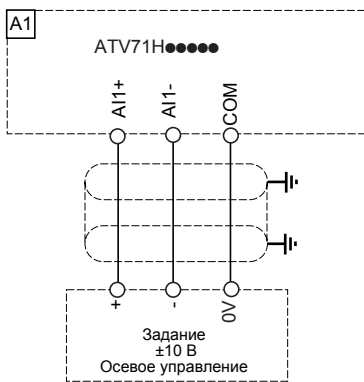 A1
ATV71H●●●●●
AI1+
AI1-
COM
+
-
0V
Задание
±10 В
Осевое управление